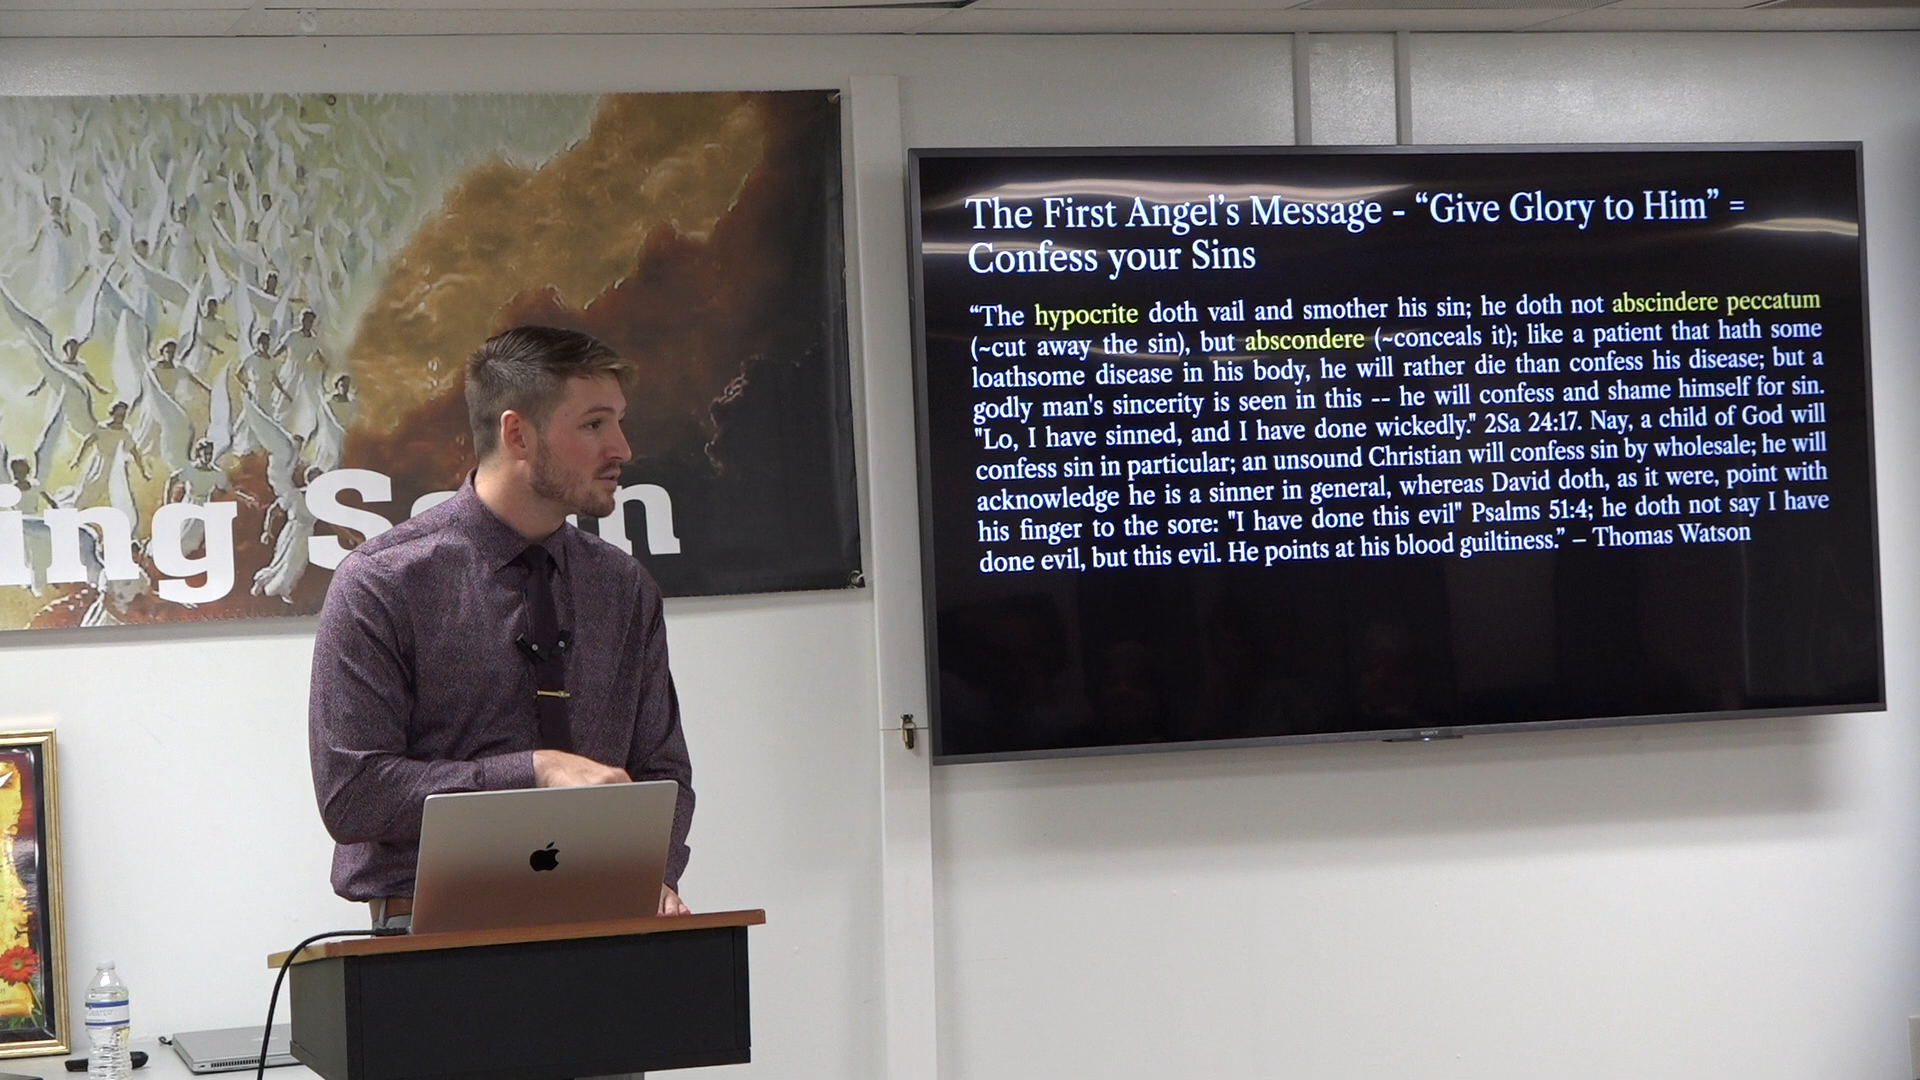 ing Soon
The First Angel's Message - “Give Glory to Him” =
Confess your Sins
“The hypocrite doth vail and smother his sin; he doth not abscindere peccatum
(~cut away the sin), but abscondere (~conceals it); like a patient that hath some
loathsome disease in his body, he will rather die than confess his disease; but a
godly man's sincerity is seen in this -- he will confess and shame himself for sin.
"Lo, I have sinned, and I have done wickedly." 2Sa 24:17. Nay, a child of God will
confess sin in particular; an unsound Christian will confess sin by wholesale; he will
acknowledge he is a sinner in general, whereas David doth, as it were, point with
his finger to the sore: "I have done this evil" Psalms 51:4; he doth not say I have
done evil, but this evil. He points at his blood guiltiness.” – Thomas Watson
SONY